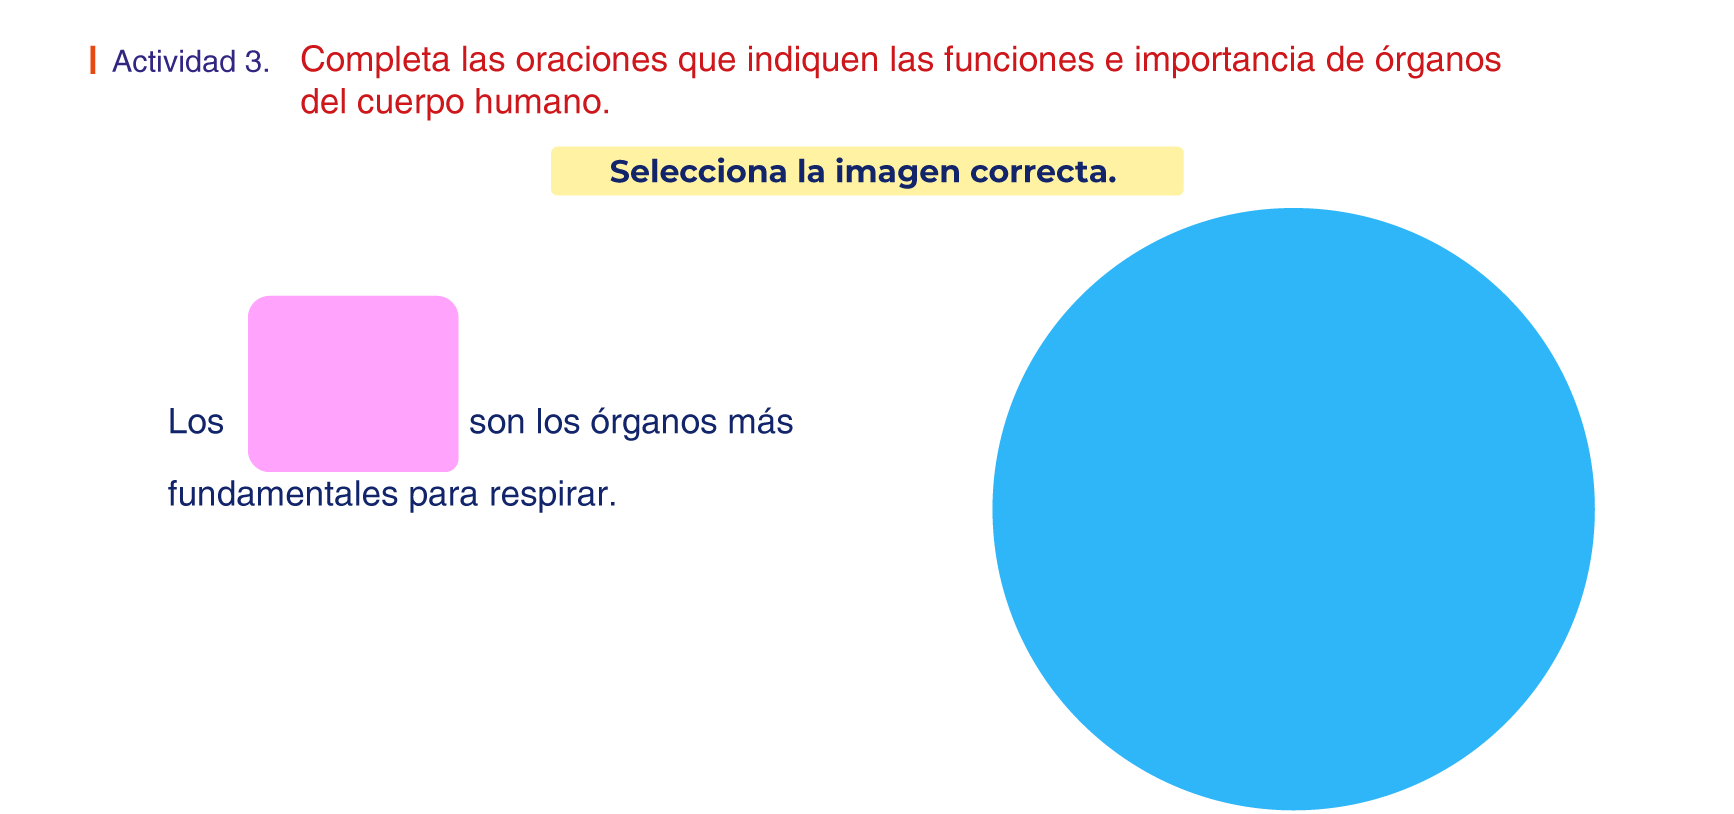 Actividad 3. Completa las oraciones que indiquen las funciones e importancia de órganos
del cuerpo humano.
Selecciona la imagen correcta.
Los son los órganos más
fundamentales para respirar.